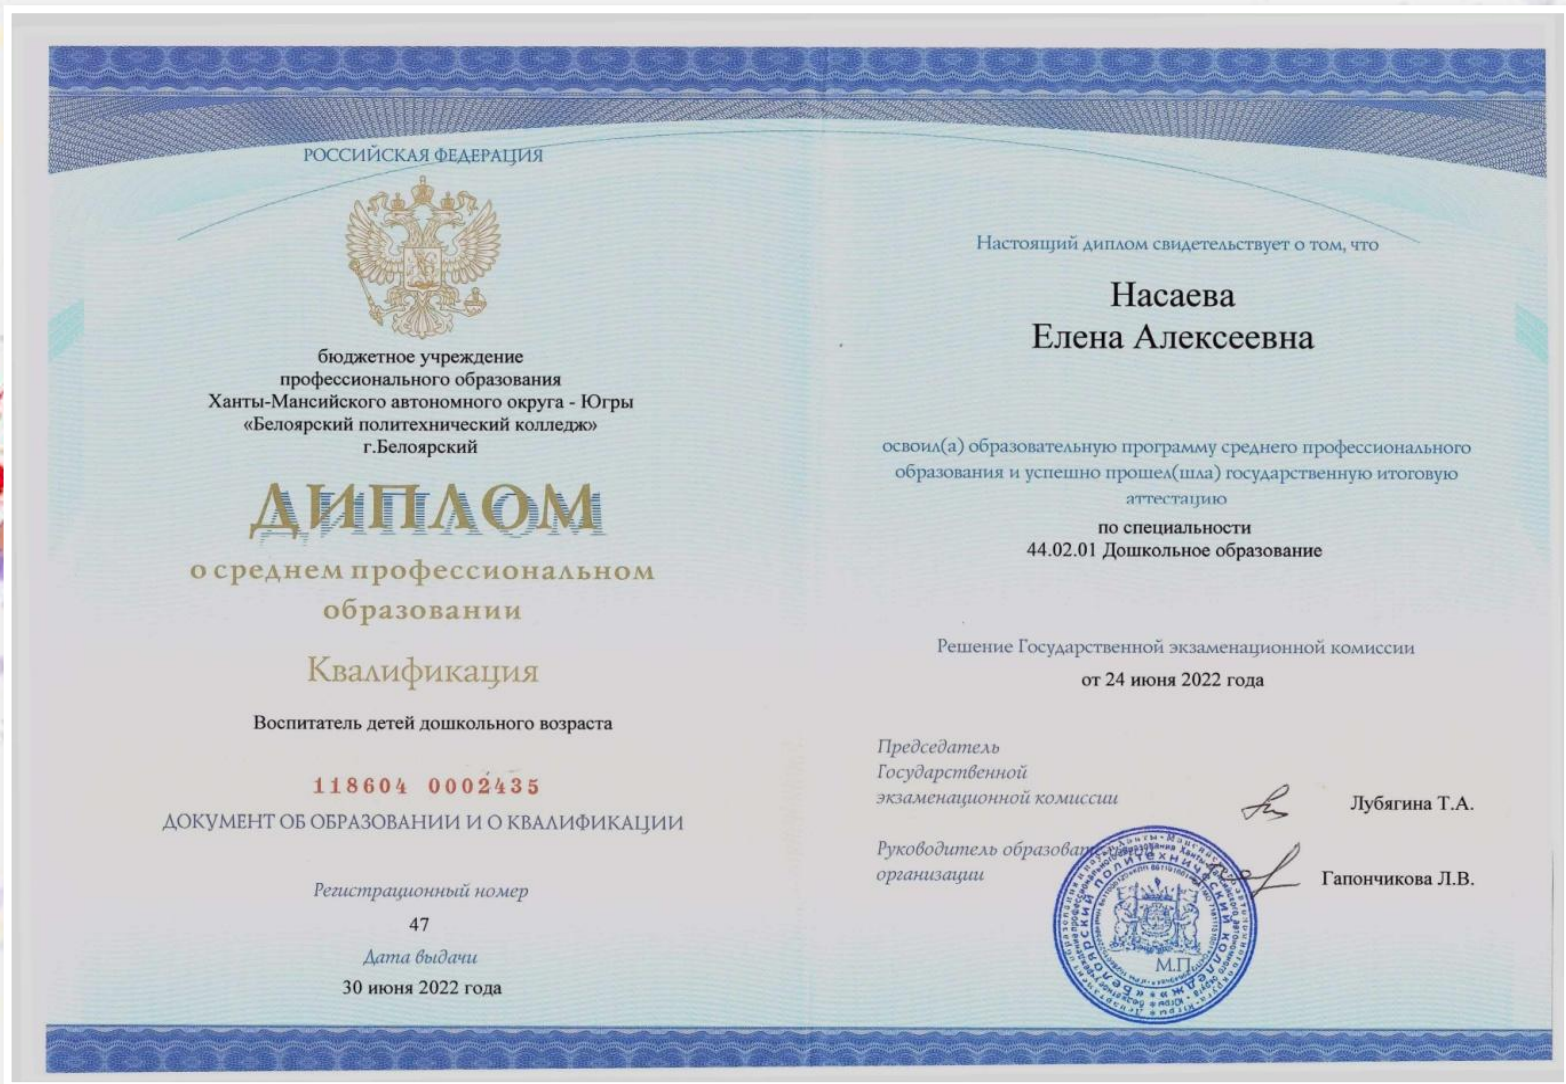 РОССИЙСКАЯ ФЕДЕРАЦИЯ
бюджетное учреждение
профессионального образования
Ханты-Мансийского автономного округа - Югры
«Белоярский политехнический колледж»
г.Белоярский
ДИПЛОМ
о среднем профессиональном
образовании
Квалификация
Воспитатель детей дошкольного возраста
118604 0002435
ДОКУМЕНТ ОБ ОБРАЗОВАНИИ И О КВАЛИФИКАЦИИ
Регистрационный номер
47
Дата выдачи
30 июня 2022 года
Настоящий диплом свидетельствует о том, что
Насаева
Елена Алексеевна
освоил(а) образовательную программу среднего профессионального
образования и успешно прошел(шла) государственную итоговую
аттестацию
по специальности
44.02.01 Дошкольное образование
Решение Государственной экзаменационной комиссии
от 24 июня 2022 года
Председатель
Государственной
экзаменационной комиссии
Лубягина Т.А.
Руководитель образовательной
организации
Гапончикова Л.В.
М.П.
«Белоярский политехнический колледж»